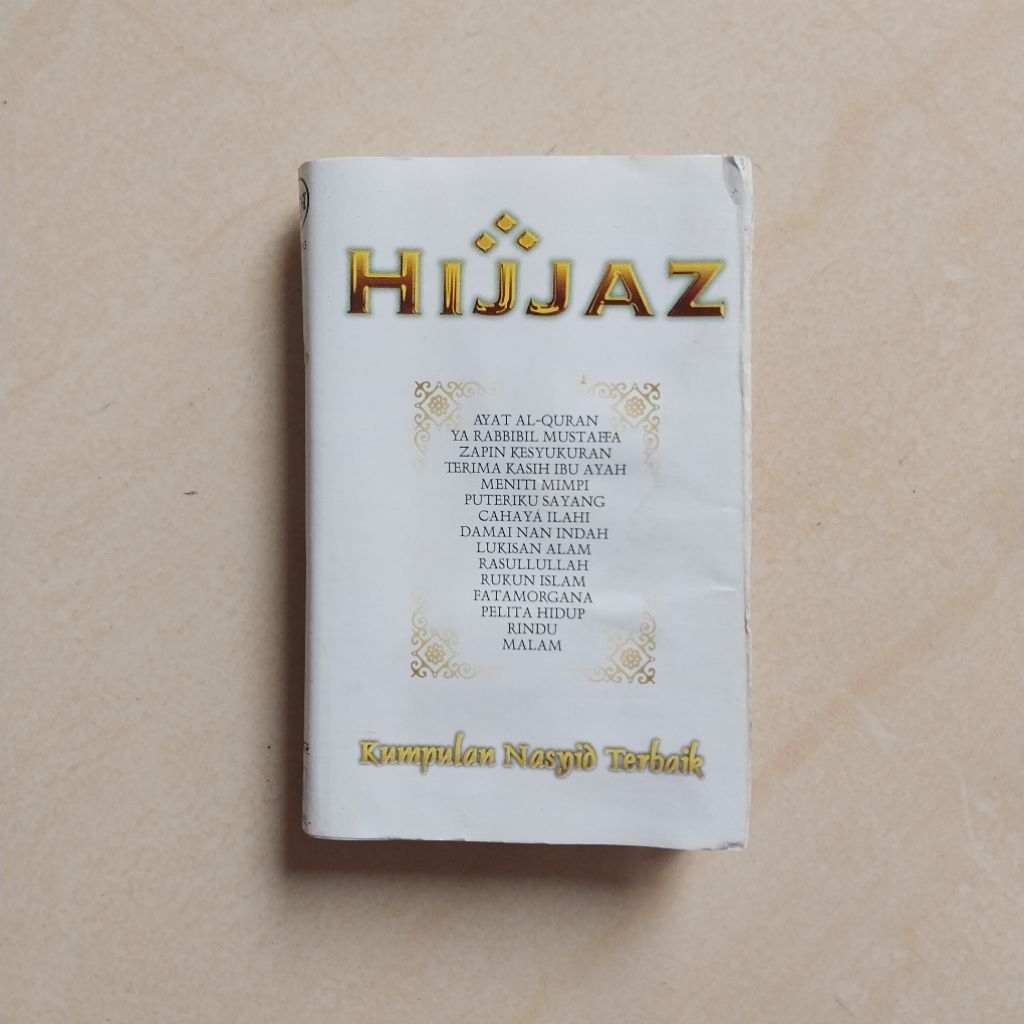 HIJJAZ
AYAT AL-QURAN
YA RABBIBIL MUSTAFFA
ZAPIN KESYUKURAN
TERIMA KASIH IBU AYAH
MENITI MIMPI
PUTERIKU SAYANG
CAHAYA ILAHI
DAMAI NAN INDAH
LUKISAN ALAM
RASULLULLAH
RUKUN ISLAM
FATAMORGANA
PELITA HIDUP
RINDU
MALAM
Kumpulan Nasyid Terbaik